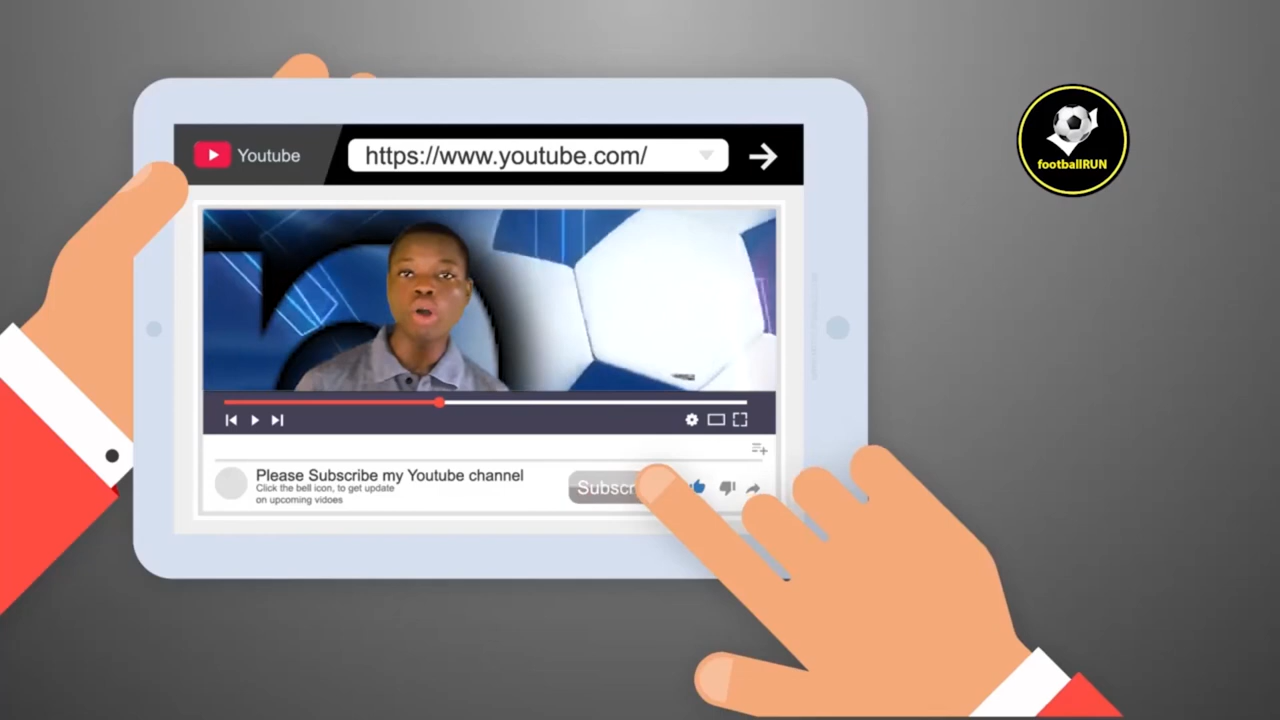 Youtube
https://www.youtube.com/
footballRUN
Please Subscribe my Youtube channel
Click the bell icon, to get update
on upcoming vidoes
Subscr